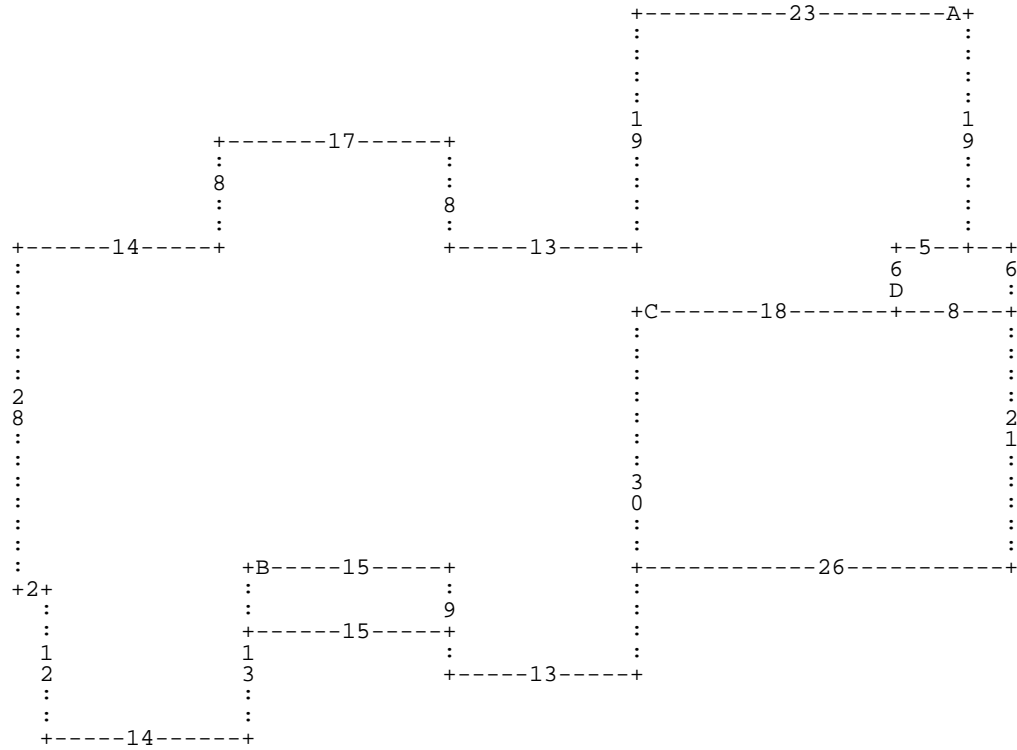 +----------23---------A+
:                      :
:                      :
:                      :
:                      :
1                      1
+-------17------+            9                      9
:               :            :                      :
8               :            :                      :
:               8            :                      :
:               :            :                      :
+------14-----+               +-----13-----+                 +-5--+--+
:                                                            6       6
:                                                            D       :
:                                          +C-------18-------+---8---+
:                                          :                         :
:                                          :                         :
:                                          :                         :
2                                          :                         :
8                                          :                         2
:                                          :                         1
:                                          :                         :
:                                          3                         :
:                                          0                         :
:                                          :                         :
:                                          :                         :
:               +B-----15-----+            +------------26-----------+
+2+             :             :            :
:             :             9            :
:             +------15-----+            :
1             1             :            :
2             3             +-----13-----+
:             :
:             :
+------14-----+